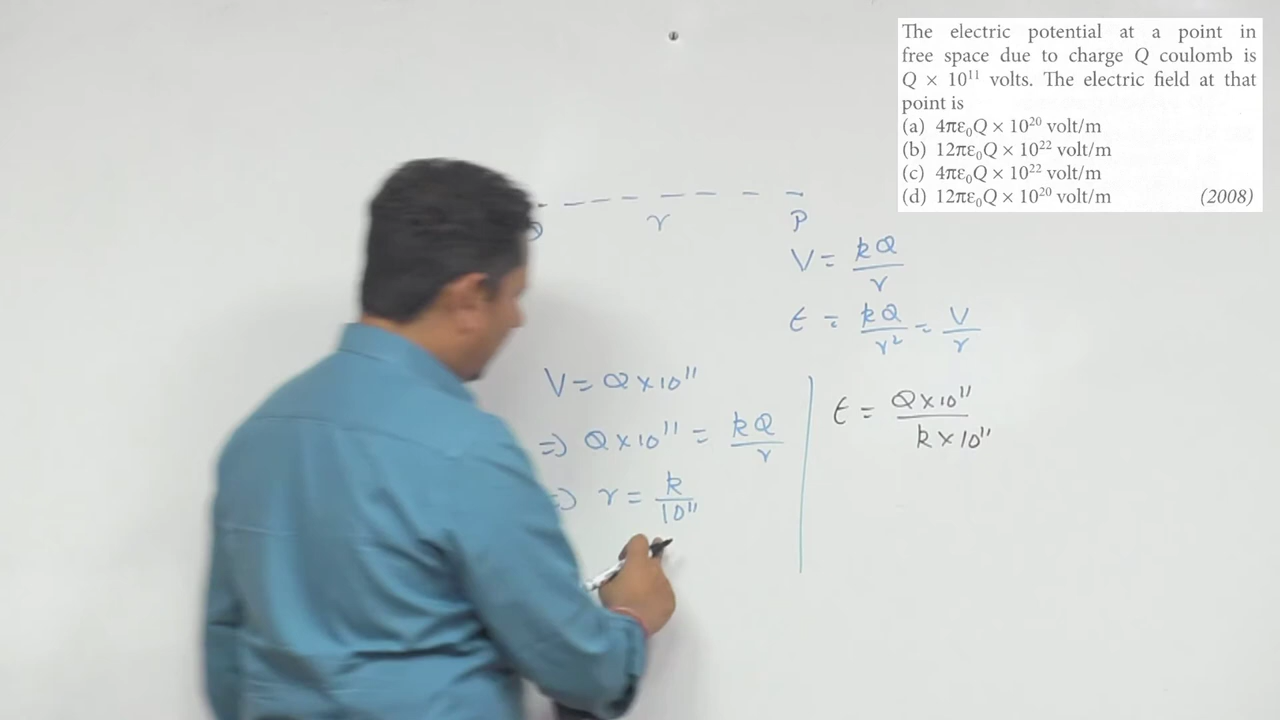 The electric potential at a point in
free space due to charge Q coulomb is
Q × 10¹¹ volts. The electric field at that
point is
(a) 4πε₀Q × 10²⁰ volt/m
(b) 12πε₀Q × 10²² volt/m
(c) 4πε₀Q × 10²² volt/m
(d) 12πε₀Q × 10²⁰ volt/m (2008)
r P
V = kQ/r
E = kQ/r² = V/r
V = Q×10¹¹
⇒ Q×10¹¹ = kQ/r
⇒ r = k/10¹¹
E = Q×10¹¹/k×10¹¹